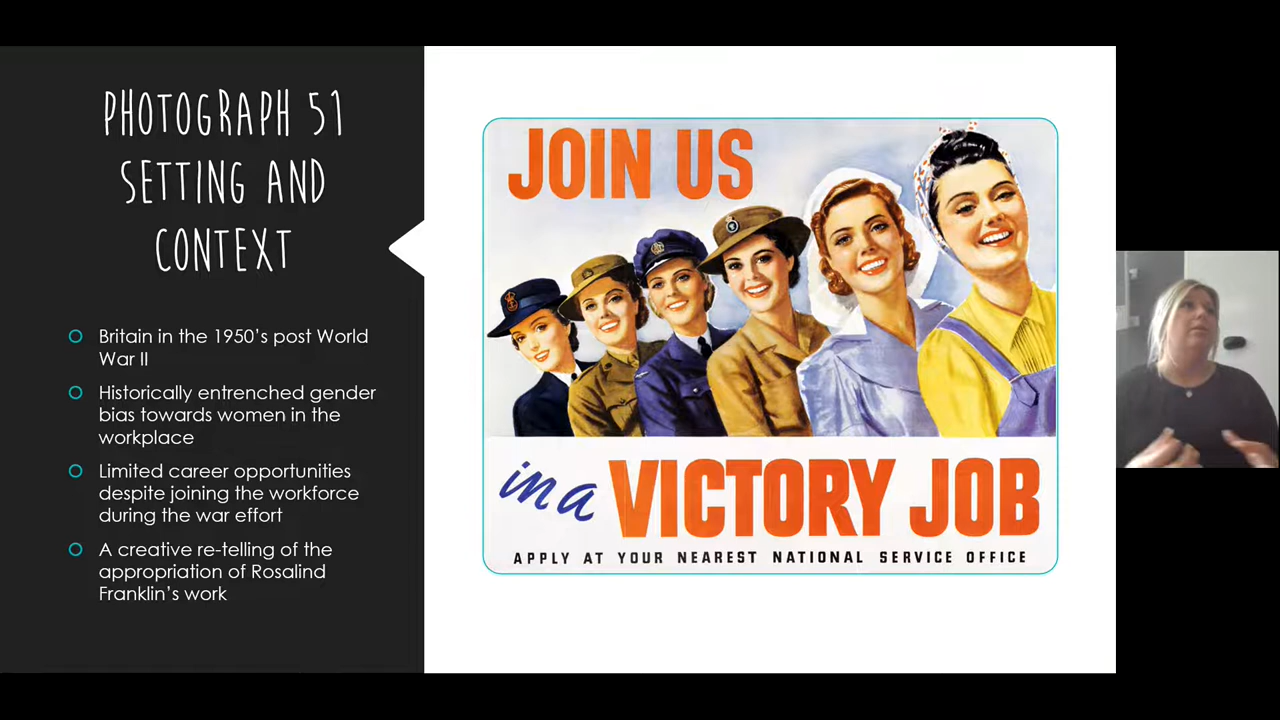 PHOTOGRAPH 51
SETTING AND
CONTEXT
Britain in the 1950's post World
War II
Historically entrenched gender
bias towards women in the
workplace
Limited career opportunities
despite joining the workforce
during the war effort
A creative re-telling of the
appropriation of Rosalind
Franklin's work
JOIN US
in a VICTORY JOB
APPLY AT YOUR NEAREST NATIONAL SERVICE OFFICE